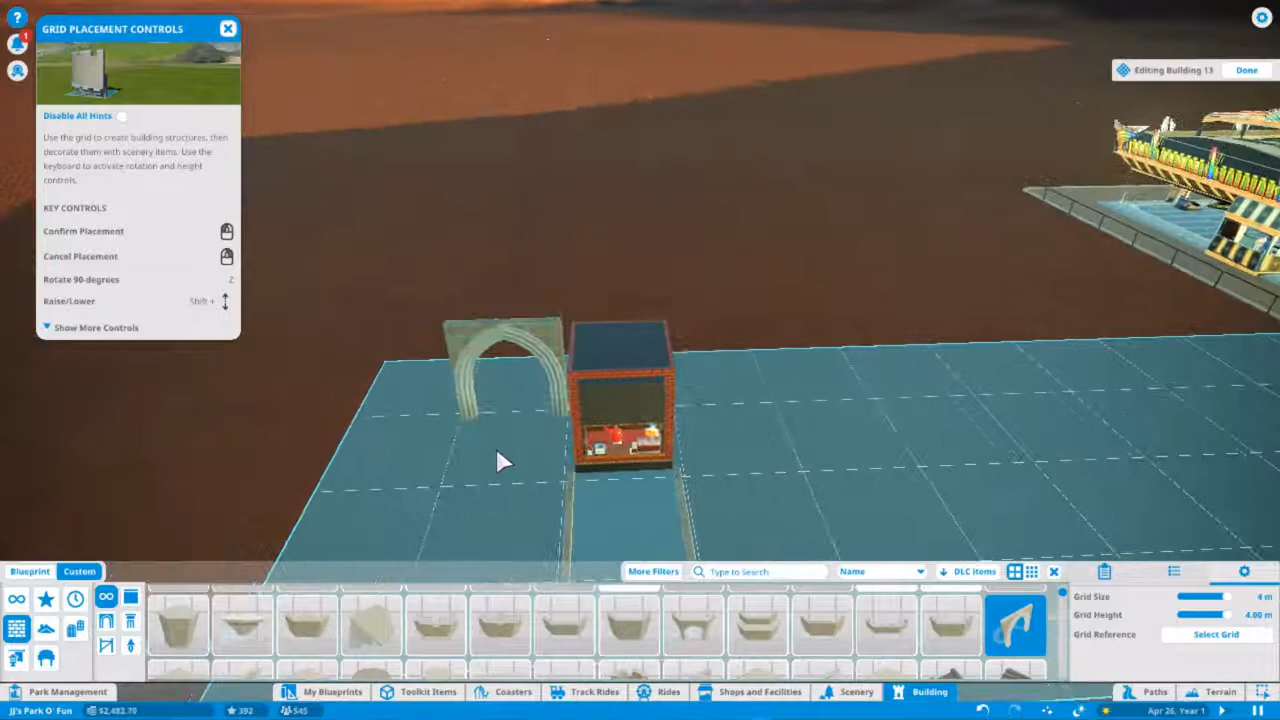 ?
GRID PLACEMENT CONTROLS
1
Editing Building 13
Done
Disable All Hints
Use the grid to create building structures, then
decorate them with scenery items. Use the
keyboard to activate rotation and height
controls.
KEY CONTROLS
Confirm Placement
Cancel Placement
Rotate 90-degrees Z
Raise/Lower Shift +
Show More Controls
Blueprint Custom
More Filters Type to Search Name DLC Items
Grid Size 4 m
Grid Height 4.00 m
Grid Reference Select Grid
Park Management My Blueprints Toolkit Items Coasters Track Rides Rides Shops and Facilities Scenery Building Paths Terrain
JJ's Park O' Fun $2,482.70 392 545 Apr 26, Year 1